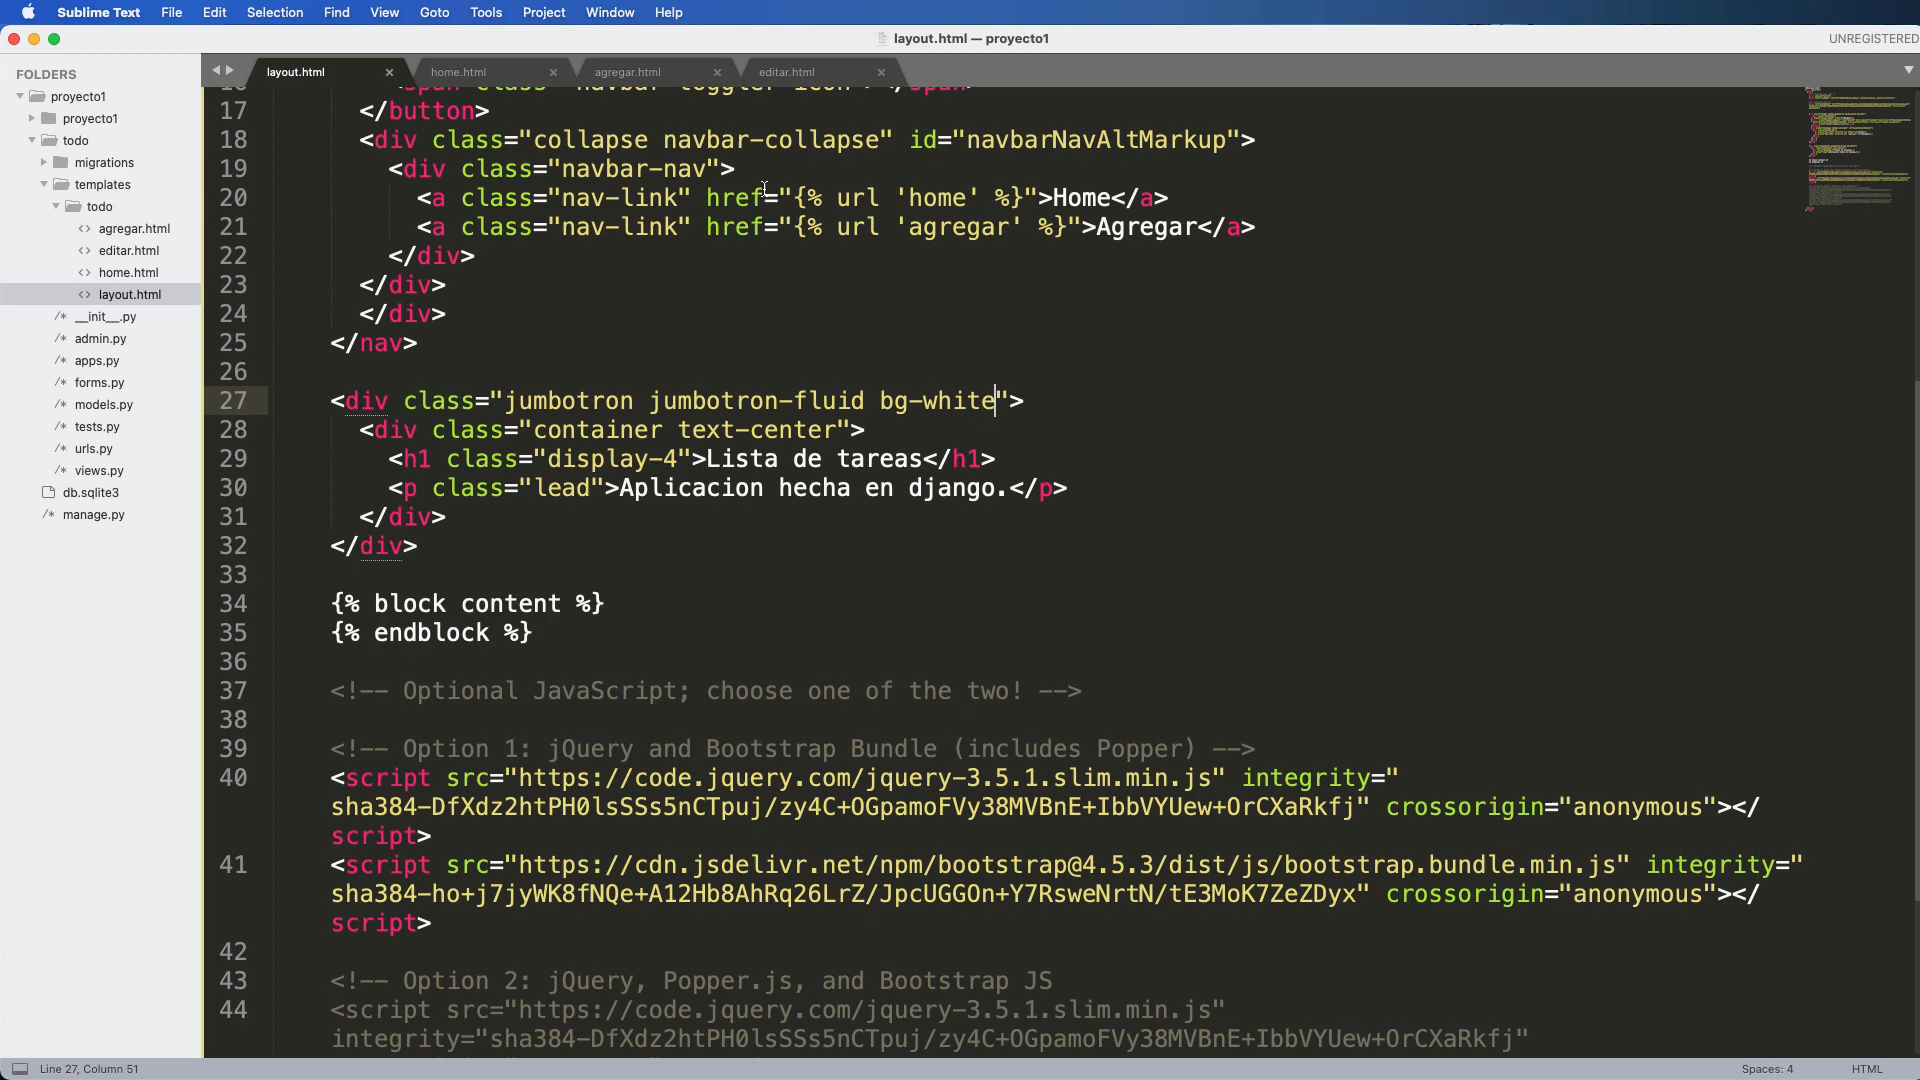 Sublime Text File Edit Selection Find View Goto Tools Project Window Help
layout.html — proyecto1
UNREGISTERED
FOLDERS
proyecto1
proyecto1
todo
migrations
templates
todo
<> agregar.html
<> editar.html
<> home.html
<> layout.html
/* __init__.py
/* admin.py
/* apps.py
/* forms.py
/* models.py
/* tests.py
/* urls.py
/* views.py
db.sqlite3
/* manage.py
layout.html × home.html × agregar.html × editar.html ×
17 </button>
18 <div class="collapse navbar-collapse" id="navbarNavAltMarkup">
19 <div class="navbar-nav">
20 <a class="nav-link" href="{% url 'home' %}">Home</a>
21 <a class="nav-link" href="{% url 'agregar' %}">Agregar</a>
22 </div>
23 </div>
24 </div>
25 </nav>
26
27 <div class="jumbotron jumbotron-fluid bg-white">
28 <div class="container text-center">
29 <h1 class="display-4">Lista de tareas</h1>
30 <p class="lead">Aplicacion hecha en django.</p>
31 </div>
32 </div>
33
34 {% block content %}
35 {% endblock %}
36
37 <!-- Optional JavaScript; choose one of the two! -->
38
39 <!-- Option 1: jQuery and Bootstrap Bundle (includes Popper) -->
40 <script src="https://code.jquery.com/jquery-3.5.1.slim.min.js" integrity="
sha384-DfXdz2htPH0lsSSs5nCTpuj/zy4C+OGpamoFVy38MVBnE+IbbVYUew+OrCXaRkfj" crossorigin="anonymous"></
script>
41 <script src="https://cdn.jsdelivr.net/npm/bootstrap@4.5.3/dist/js/bootstrap.bundle.min.js" integrity="
sha384-ho+j7jyWK8fNQe+A12Hb8AhRq26LrZ/JpcUGGOn+Y7RsweNrtN/tE3MoK7ZeZDyx" crossorigin="anonymous"></
script>
42
43 <!-- Option 2: jQuery, Popper.js, and Bootstrap JS
44 <script src="https://code.jquery.com/jquery-3.5.1.slim.min.js"
integrity="sha384-DfXdz2htPH0lsSSs5nCTpuj/zy4C+OGpamoFVy38MVBnE+IbbVYUew+OrCXaRkfj"
Line 27, Column 51
Spaces: 4 HTML